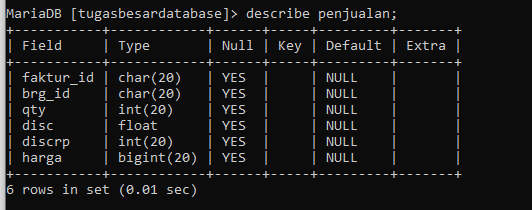 MariaDB [tugasbesardatabase]> describe penjualan;
+-----------+------------+------+-----+---------+-------+
| Field     | Type       | Null | Key | Default | Extra |
+-----------+------------+------+-----+---------+-------+
| faktur_id | char(20)   | YES  |     | NULL    |       |
| brg_id    | char(20)   | YES  |     | NULL    |       |
| qty       | int(20)    | YES  |     | NULL    |       |
| disc      | float      | YES  |     | NULL    |       |
| discrp    | int(20)    | YES  |     | NULL    |       |
| harga     | bigint(20) | YES  |     | NULL    |       |
+-----------+------------+------+-----+---------+-------+
6 rows in set (0.01 sec)